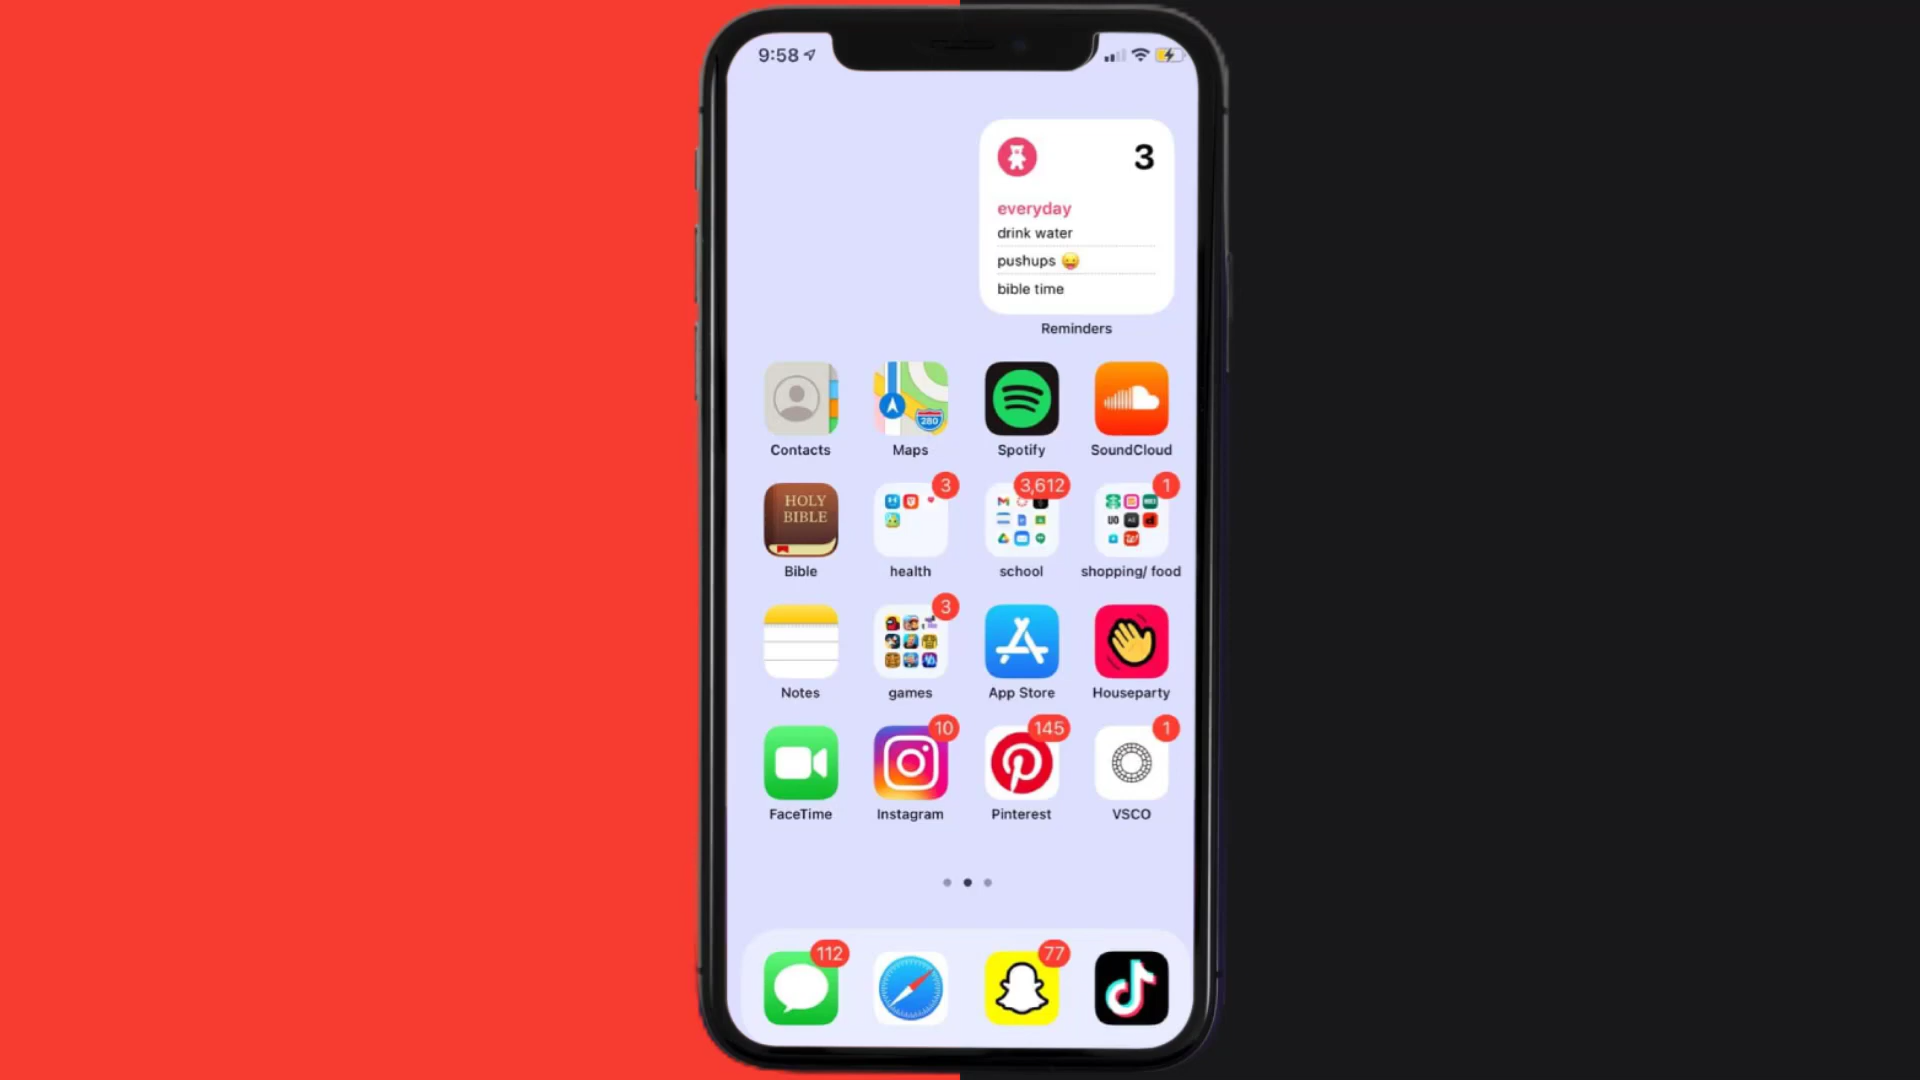 9:58
3
everyday
drink water
pushups 😝
bible time
Reminders
280
Contacts
Maps
Spotify
SoundCloud
HOLY
BIBLE
3
3,612
1
UO
Bible
health
school
shopping/ food
3
Notes
games
App Store
Houseparty
10
145
1
FaceTime
Instagram
Pinterest
VSCO
112
77